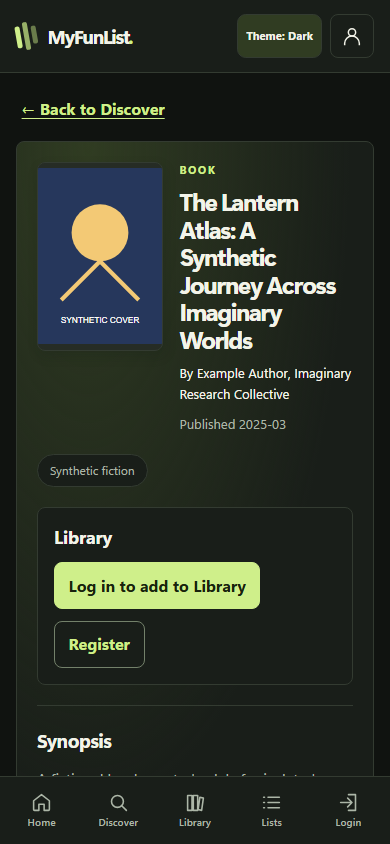 MyFunList.
Theme: Dark
← Back to Discover
SYNTHETIC COVER
BOOK
The Lantern
Atlas: A
Synthetic
Journey Across
Imaginary
Worlds
By Example Author, Imaginary
Research Collective
Published 2025-03
Synthetic fiction
Library
Log in to add to Library
Register
Synopsis
Home
Discover
Library
Lists
Login